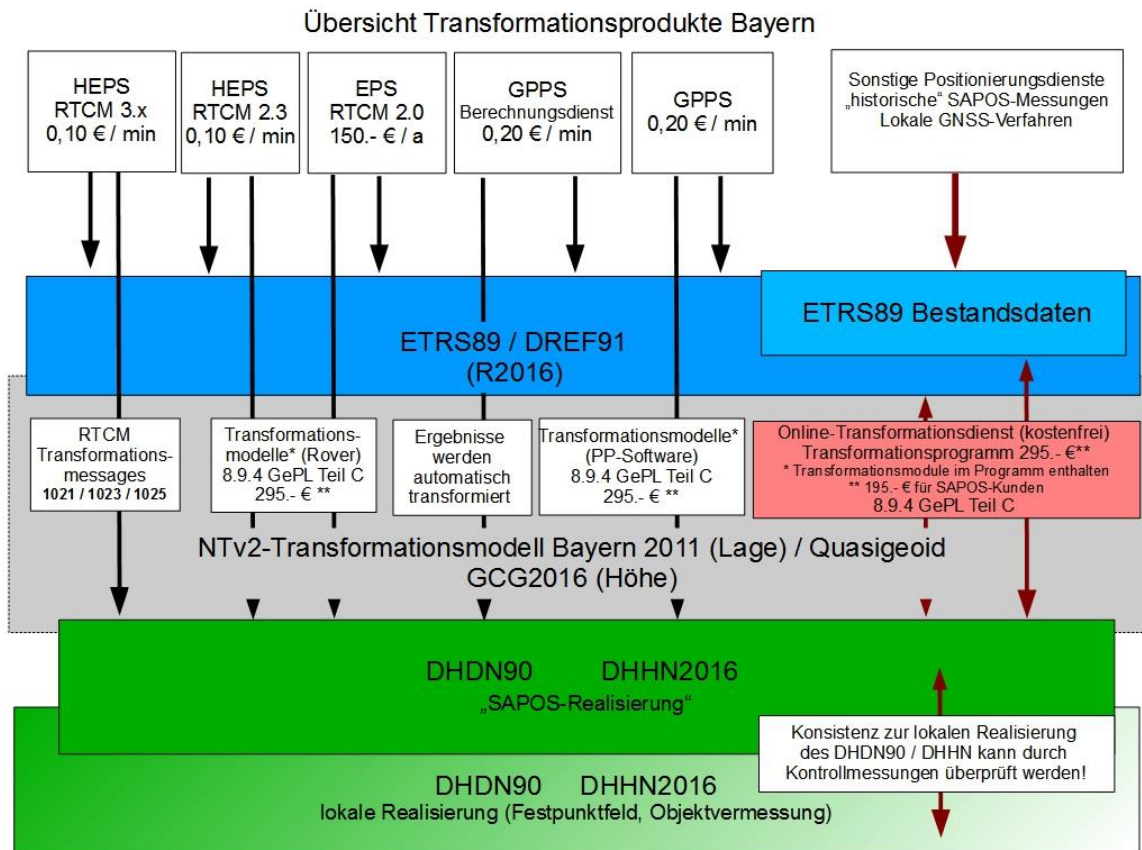 Übersicht Transformationsprodukte Bayern
HEPS
RTCM 3.x
0,10 € / min
HEPS
RTCM 2.3
0,10 € / min
EPS
RTCM 2.0
150.- € / a
GPPS
Berechnungsdienst
0,20 € / min
GPPS
0,20 € / min
Sonstige Positionierungsdienste
„historische“ SAPOS-Messungen
Lokale GNSS-Verfahren
ETRS89 Bestandsdaten
ETRS89 / DREF91
(R2016)
RTCM
Transformations-
messages
1021 / 1023 / 1025
Transformations-
modelle* (Rover)
8.9.4 GePL Teil C
295.- € **
Ergebnisse
werden
automatisch
transformiert
Transformationsmodelle*
(PP-Software)
8.9.4 GePL Teil C
295.- € **
Online-Transformationsdienst (kostenfrei)
Transformationsprogramm 295.- €**
* Transformationsmodule im Programm enthalten
** 195.- € für SAPOS-Kunden
8.9.4 GePL Teil C
NTv2-Transformationsmodell Bayern 2011 (Lage) / Quasigeoid
GCG2016 (Höhe)
DHDN90 DHHN2016
„SAPOS-Realisierung“
Konsistenz zur lokalen Realisierung
des DHDN90 / DHHN kann durch
Kontrollmessungen überprüft werden!
DHDN90 DHHN2016
lokale Realisierung (Festpunktfeld, Objektvermessung)